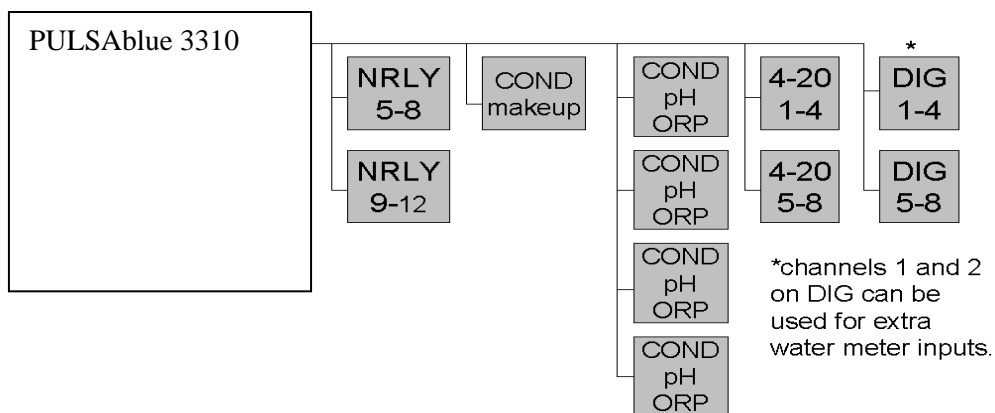 PULSAblue 3310
NRLY
5-8
NRLY
9-12
COND
makeup
COND
pH
ORP
COND
pH
ORP
COND
pH
ORP
COND
pH
ORP
4-20
1-4
4-20
5-8
*
DIG
1-4
DIG
5-8
*channels 1 and 2
on DIG can be
used for extra
water meter inputs.